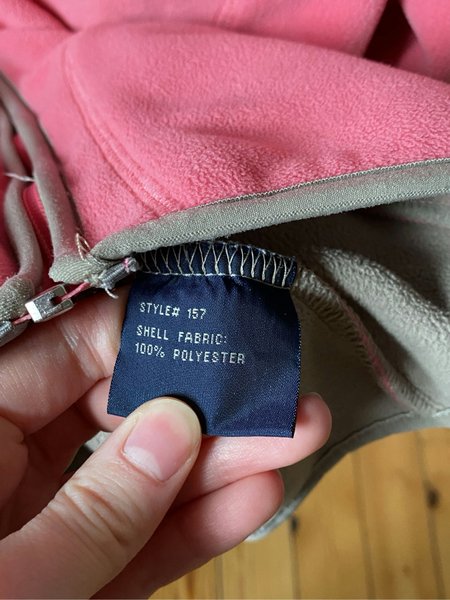 STYLE# 157
SHELL FABRIC:
100% POLYESTER